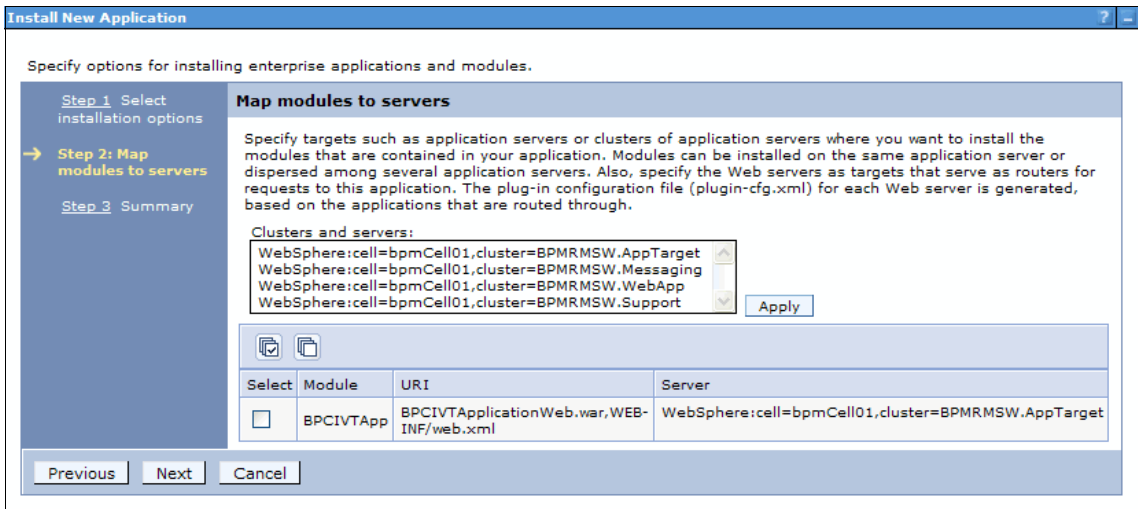 Install New Application
?
Specify options for installing enterprise applications and modules.
Step 1 Select
installation options
Step 2: Map
modules to servers
Step 3 Summary
Map modules to servers
Specify targets such as application servers or clusters of application servers where you want to install the
modules that are contained in your application. Modules can be installed on the same application server or
dispersed among several application servers. Also, specify the Web servers as targets that serve as routers for
requests to this application. The plug-in configuration file (plugin-cfg.xml) for each Web server is generated,
based on the applications that are routed through.
Clusters and servers:
WebSphere:cell=bpmCell01,cluster=BPMRMSW.AppTarget
WebSphere:cell=bpmCell01,cluster=BPMRMSW.Messaging
WebSphere:cell=bpmCell01,cluster=BPMRMSW.WebApp
WebSphere:cell=bpmCell01,cluster=BPMRMSW.Support
Apply
Select Module URI Server
BPCIVTApp BPCIVTApplicationWeb.war,WEB- WebSphere:cell=bpmCell01,cluster=BPMRMSW.AppTarget
INF/web.xml
Previous Next Cancel